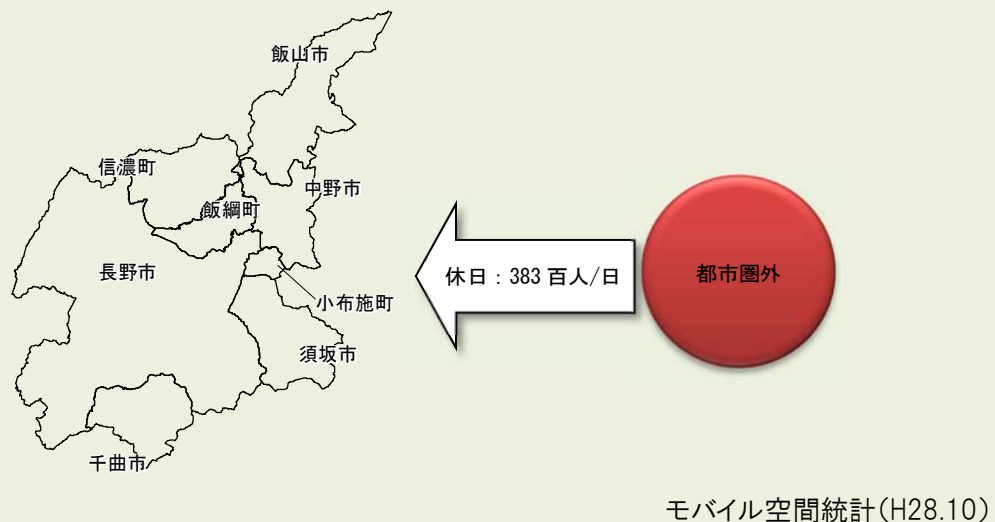 飯山市
信濃町
中野市
飯綱町
長野市
小布施町
須坂市
千曲市
休日：383 百人/日
都市圏外
モバイル空間統計(H28.10)